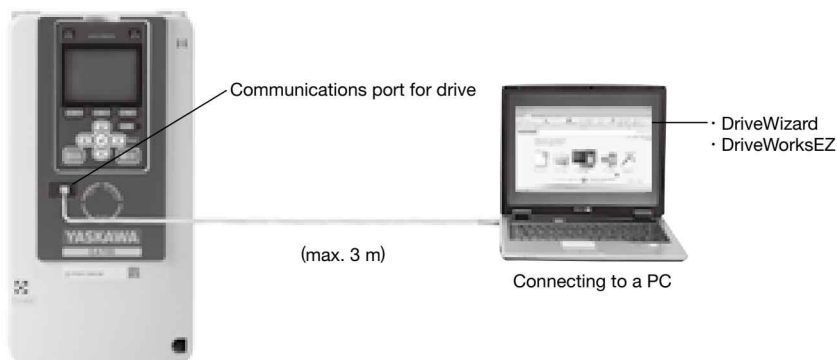 Communications port for drive
· DriveWizard
· DriveWorksEZ
YASKAWA
(max. 3 m)
Connecting to a PC